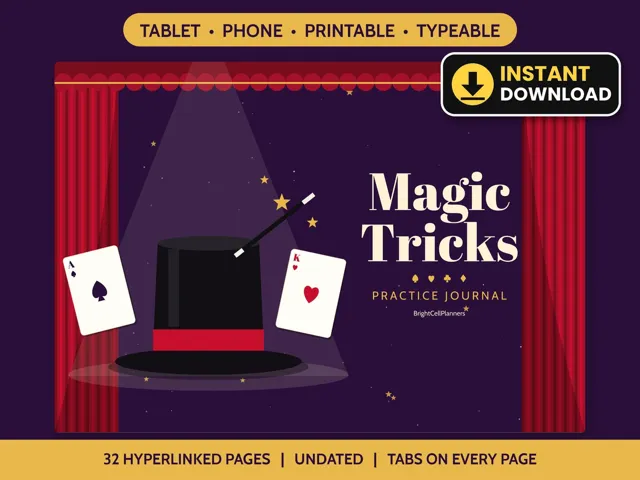 TABLET • PHONE • PRINTABLE • TYPEABLE
INSTANT
DOWNLOAD
Magic
Tricks
PRACTICE JOURNAL
BrightCellPlanners
A
K
32 HYPERLINKED PAGES | UNDATED | TABS ON EVERY PAGE